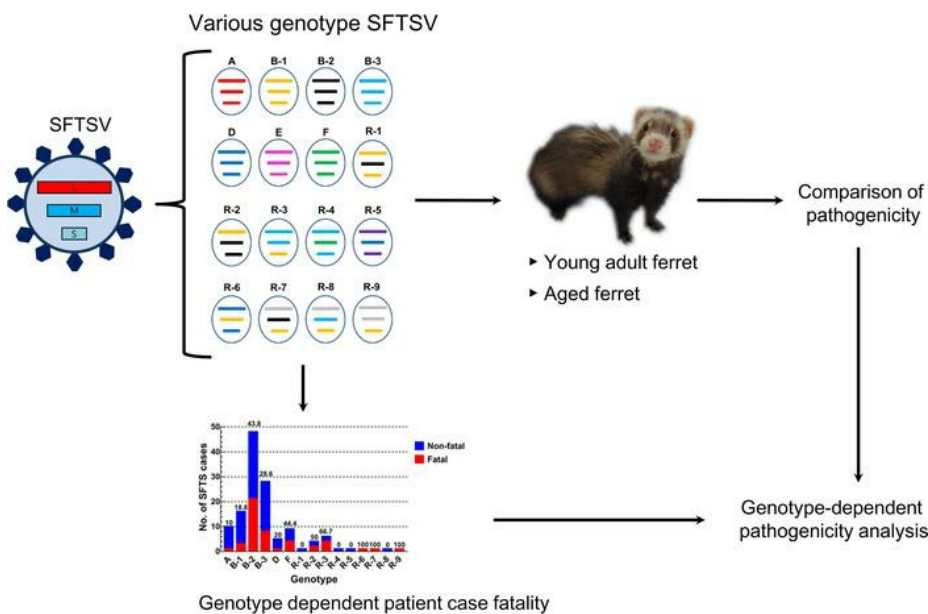 Various genotype SFTSV
SFTSV
L
M
S
A B-1 B-2 B-3
D E F R-1
R-2 R-3 R-4 R-5
R-6 R-7 R-8 R-9
Young adult ferret
Aged ferret
Comparison of
pathogenicity
No. of SFTS cases
50
40
30
20
10
0
10 18.8 43.8 28.6 20 44.4 0 50 66.7 0 0 100 100 0 100
Non-fatal
Fatal
A B-1 B-2 B-3 D F R-1 R-2 R-3 R-4 R-5 R-6 R-7 R-8 R-9
Genotype
Genotype dependent patient case fatality
Genotype-dependent
pathogenicity analysis